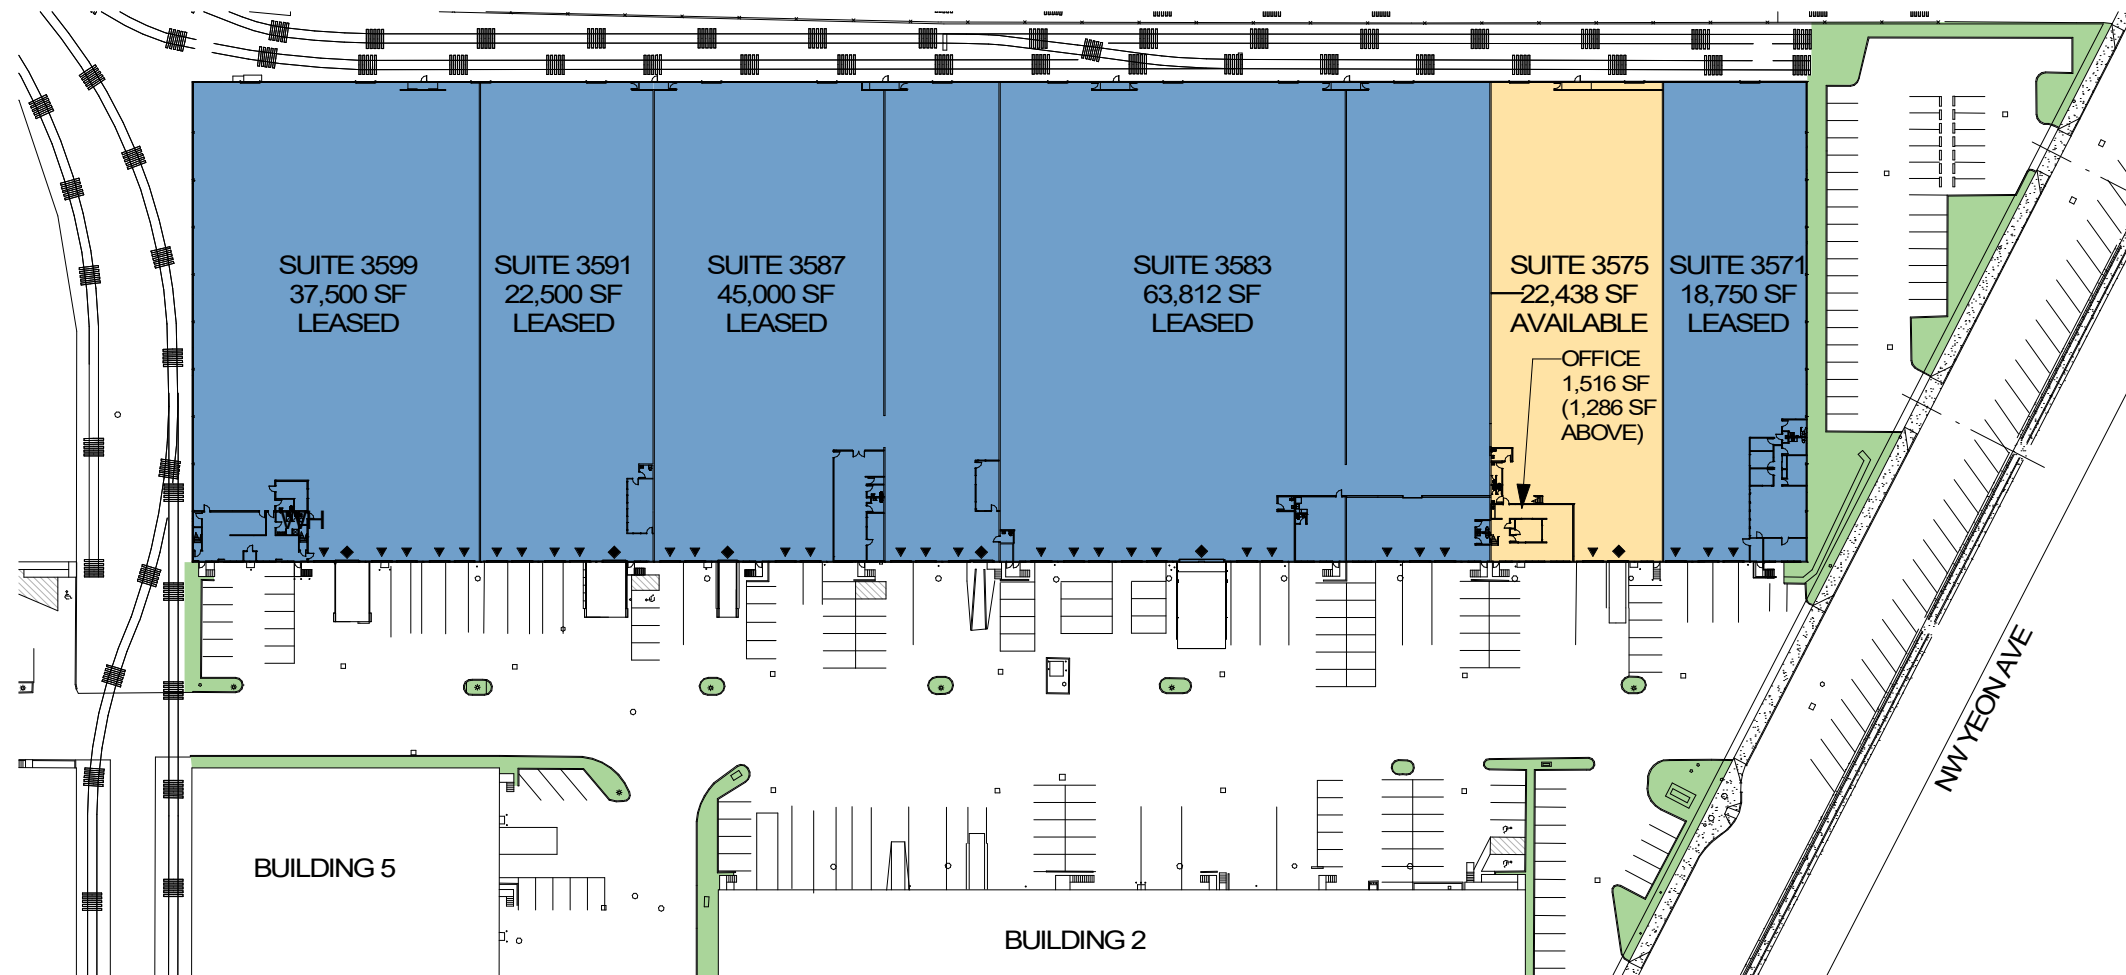 SUITE 3599
37,500 SF
LEASED
SUITE 3591
22,500 SF
LEASED
SUITE 3587
45,000 SF
LEASED
SUITE 3583
63,812 SF
LEASED
SUITE 3575
22,438 SF
AVAILABLE
OFFICE
1,516 SF
(1,286 SF
ABOVE)
SUITE 3571
18,750 SF
LEASED
NW YEON AVE
BUILDING 5
BUILDING 2